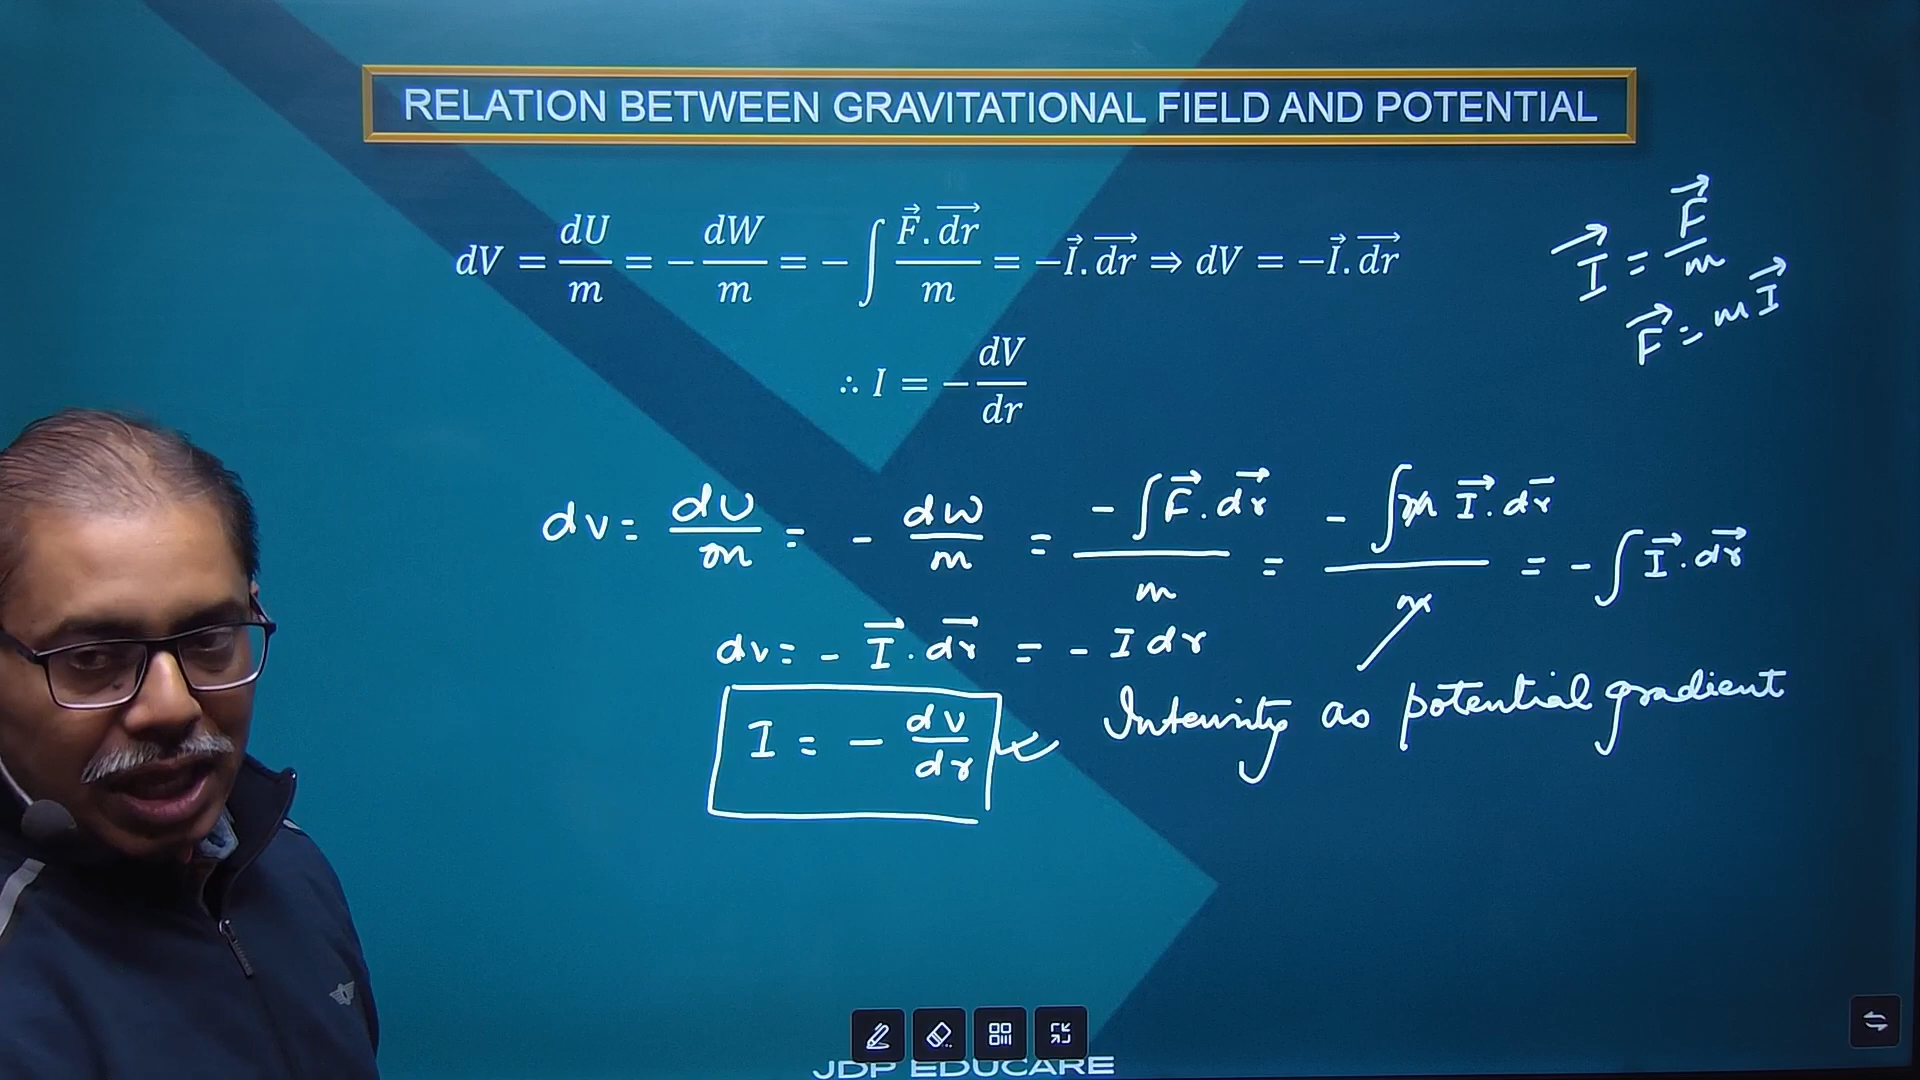 RELATION BETWEEN GRAVITATIONAL FIELD AND POTENTIAL
dV = dU/m = − dW/m = − ∫ F⃗.dr⃗/m = −I⃗.dr⃗ ⇒ dV = −I⃗.dr⃗
I⃗ = F⃗/m
F⃗ = mI⃗
∴ I = − dV/dr
dv = dU/m = − dw/m = −∫F⃗.dr⃗/m = −∫m I⃗.dr⃗/m = −∫I⃗.dr⃗
dv = − I⃗.dr⃗ = − I dr
I = − dv/dr Intensity as potential gradient
JDP EDUCARE